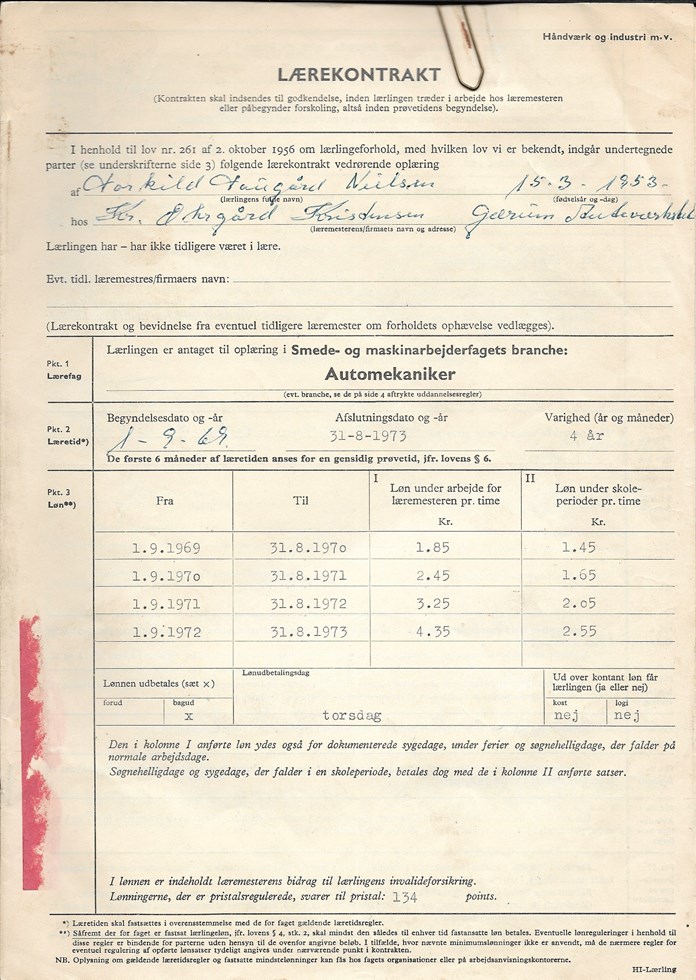 Håndværk og industri m.v.
LÆREKONTRAKT
(Kontrakten skal indsendes til godkendelse, inden lærlingen træder i arbejde hos læremesteren
eller påbegynder forskoling, altså inden prøvetidens begyndelse).
I henhold til lov nr. 261 af 2. oktober 1956 om lærlingeforhold, med hvilken lov vi er bekendt, indgår undertegnede
parter (se underskrifterne side 3) følgende lærekontrakt vedrørende oplæring
af Torkild Taugård Nielsen 15-3-1953-
(lærlingens fulde navn) (fødselsår og -dag)
hos Kr. Ehrgård Kristensen Gærum
(læremesterens/firmaets navn og adresse)
Lærlingen har – har ikke tidligere været i lære.
Evt. tidl. læremestres/firmaers navn:
(Lærekontrakt og bevidnelse fra eventuel tidligere læremester om forholdets ophævelse vedlægges).
Pkt. 1
Lærefag
Lærlingen er antaget til oplæring i Smede- og maskinarbejderfagets branche:
Automekaniker
(evt. branche, se de på side 4 aftrykte uddannelsesregler)
Pkt. 2
Læretid*)
Begyndelsesdato og -år Afslutningsdato og -år Varighed (år og måneder)
1-9-69. 31-8-1973 4 år
De første 6 måneder af læretiden anses for en gensidig prøvetid, jfr. lovens § 6.
Pkt. 3
Løn**)
Fra Til I Løn under arbejde for læremesteren pr. time Kr. II Løn under skoleperioder pr. time Kr.
1.9.1969 31.8.1970 1.85 1.45
1.9.1970 31.8.1971 2.45 1.65
1.9.1971 31.8.1972 3.25 2.05
1.9.1972 31.8.1973 4.35 2.55
Lønnen udbetales (sæt x) Lønudbetalingsdag Ud over kontant løn får
lærlingen (ja eller nej)
forud bagud kost logi
x torsdag nej nej
Den i kolonne I anførte løn ydes også for dokumenterede sygedage, under ferier og søgnehelligdage, der falder på
normale arbejdsdage.
Søgnehelligdage og sygedage, der falder i en skoleperiode, betales dog med de i kolonne II anførte satser.
I lønnen er indeholdt læremesterens bidrag til lærlingens invalideforsikring.
Lønningerne, der er pristalsregulerede, svarer til pristal: 134 points.
*) Læretiden skal fastsættes i overensstemmelse med de for faget gældende læretidsregler.
**) Såfremt der for faget er fastsat lærlingeløn, jfr. lovens § 4, stk. 2, skal mindst den således til enhver tid fastansatte løn betales. Eventuelle lønreguleringer i henhold til
disse regler er bindende for parterne uden hensyn til de ovenfor angivne beløb. I tilfælde, hvor nævnte minimumslønninger ikke er anvendt, må de nærmere regler for
eventuel regulering af opførte lønsatser tydeligt angives under nærværende punkt i kontrakten.
NB. Oplysning om gældende læretidsregler og fastsatte mindstelønninger kan fås hos fagets organisationer eller på arbejdsanvisningskontorerne.
HI-Lærling